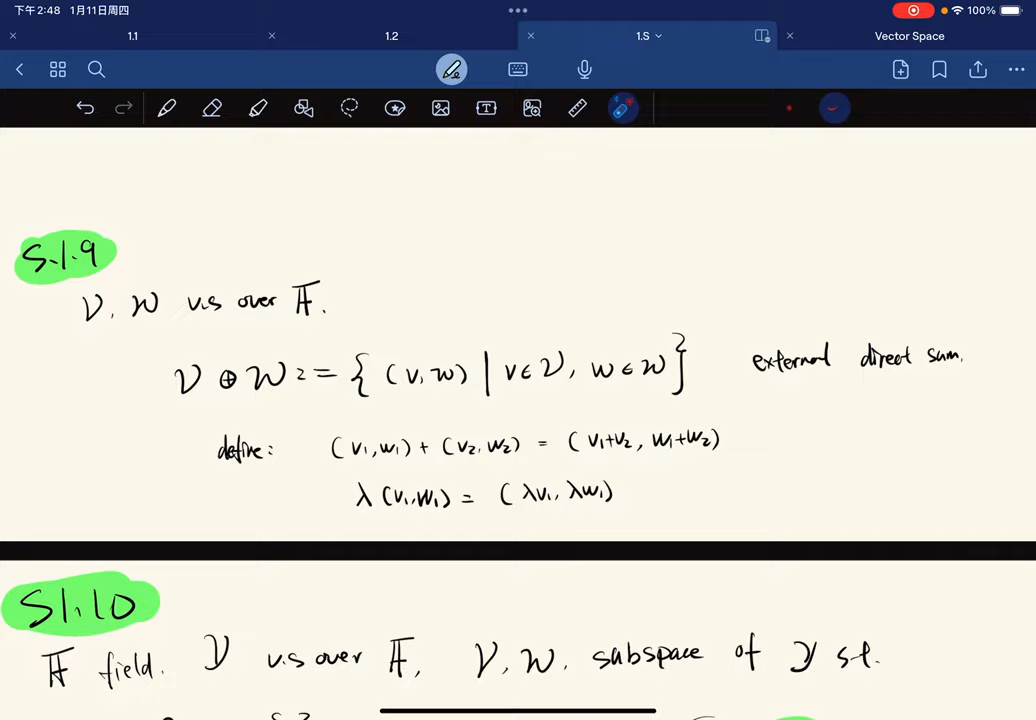 下午2:48 1月11日周四
100%
1.1
1.2
1.S
Vector Space
S.1.9
V, W v.s over F.
V ⊕ W := { (v, w) | v ∈ V, w ∈ W } external direct sum.
define: (v₁, w₁) + (v₂, w₂) = (v₁+v₂, w₁+w₂)
λ (v₁, w₁) = (λv₁, λw₁)
S1.10
F field. Y v.s over F, V, W. subspace of Y s.t.